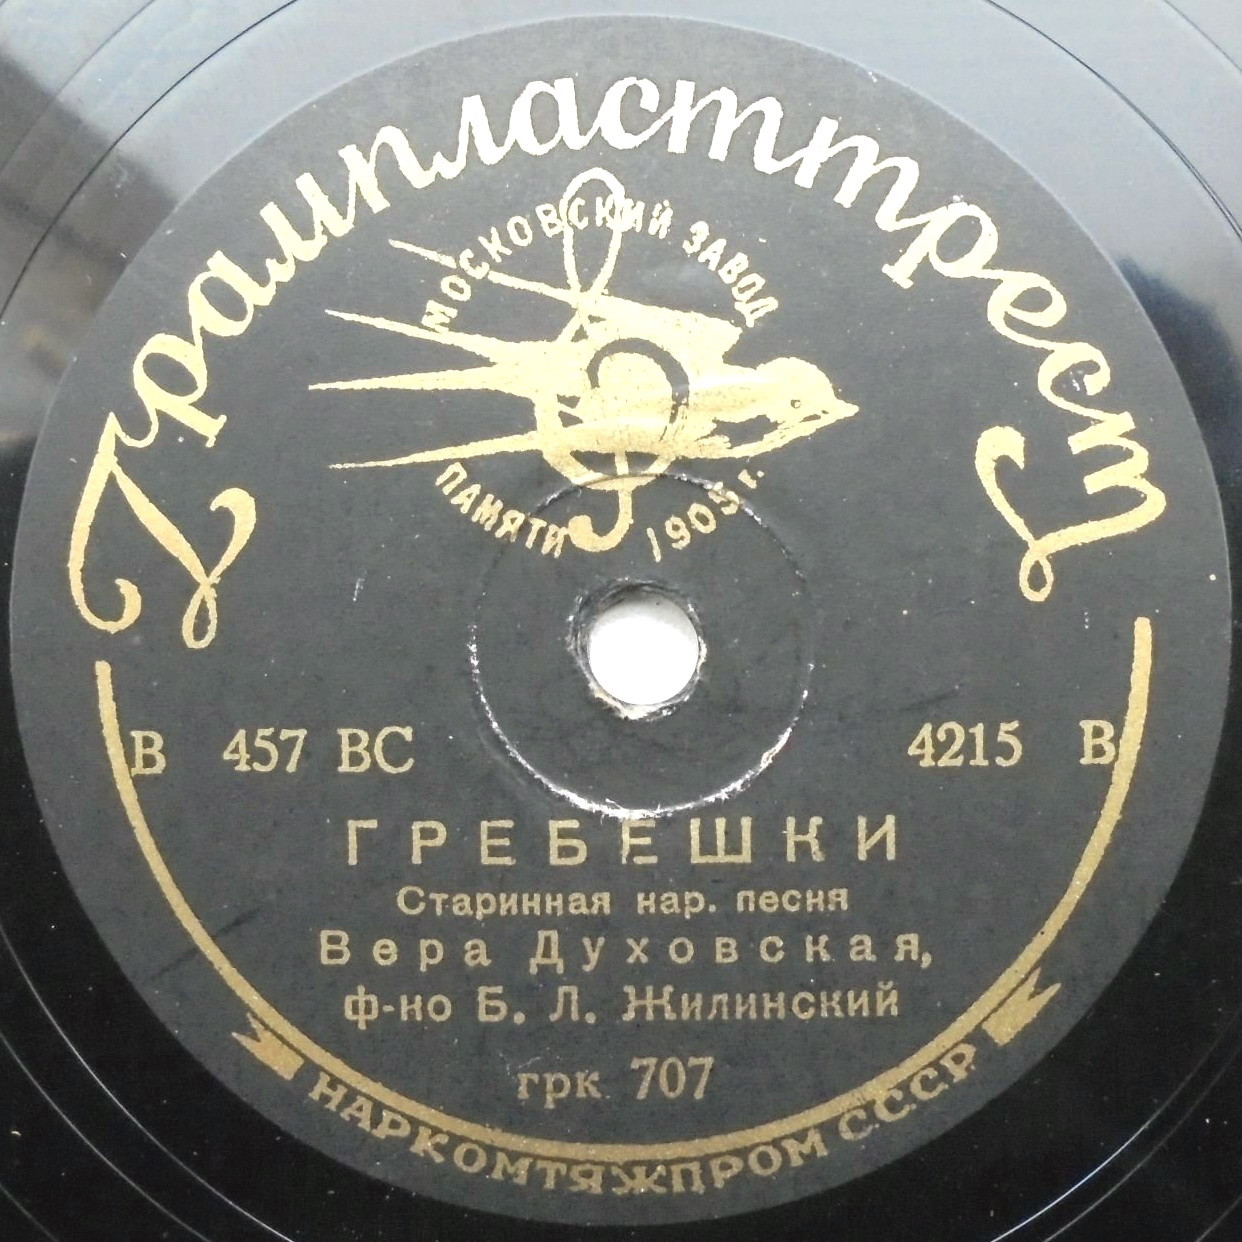 Грампласттрест
МОСКОВСКИЙ ЗАВОД
ПАМЯТИ 1905 г.
В 457 ВС 4215 В
ГРЕБЕШКИ
Старинная нар. песня
Вера Духовская,
ф-но Б. Л. Жилинский
грк 707
НАРКОМТЯЖПРОМ СССР